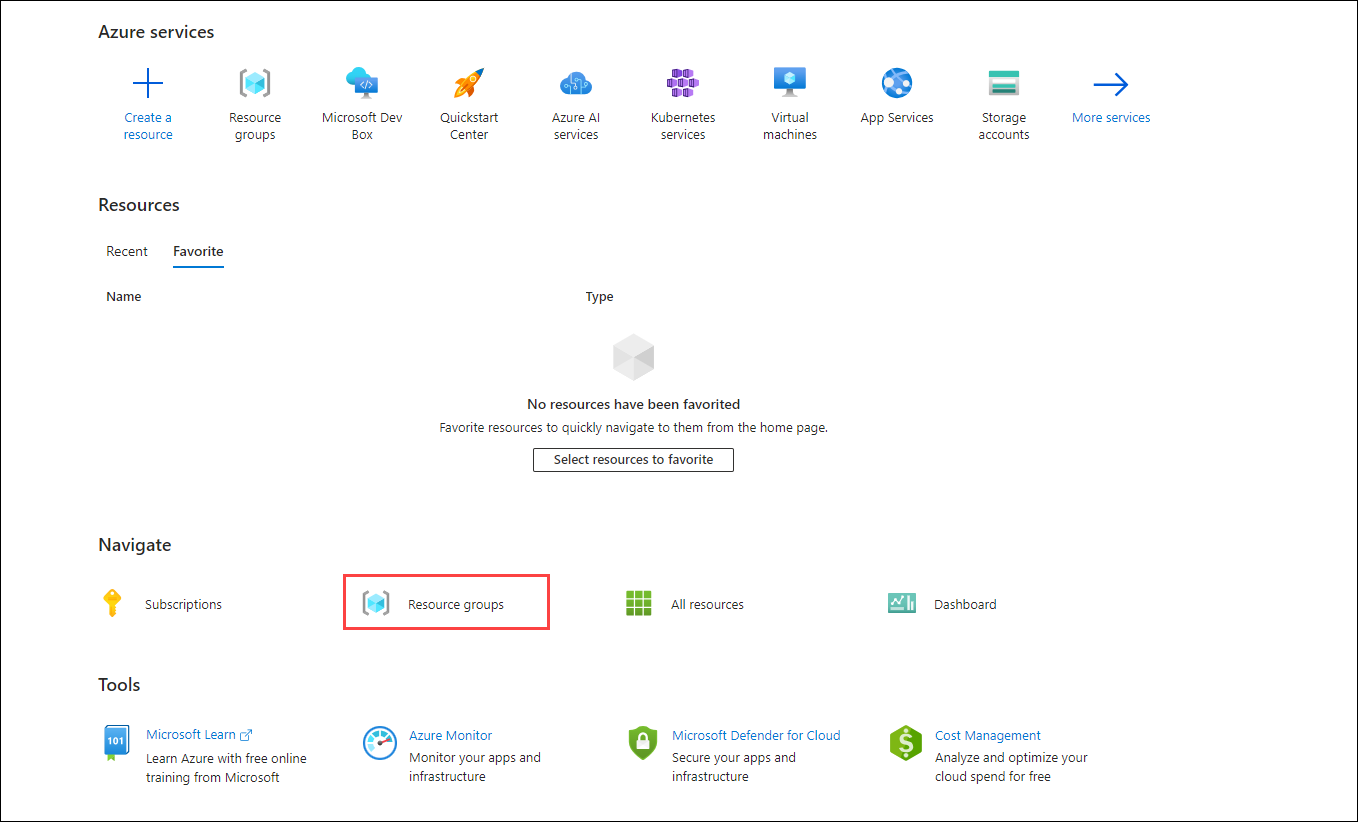 Azure services
Create a
resource
Resource
groups
Microsoft Dev
Box
Quickstart
Center
Azure AI
services
Kubernetes
services
Virtual
machines
App Services
Storage
accounts
More services
Resources
Recent
Favorite
Name
Type
No resources have been favorited
Favorite resources to quickly navigate to them from the home page.
Select resources to favorite
Navigate
Subscriptions
Resource groups
All resources
Dashboard
Tools
101
Microsoft Learn
Learn Azure with free online
training from Microsoft
Azure Monitor
Monitor your apps and
infrastructure
Microsoft Defender for Cloud
Secure your apps and
infrastructure
$
Cost Management
Analyze and optimize your
cloud spend for free